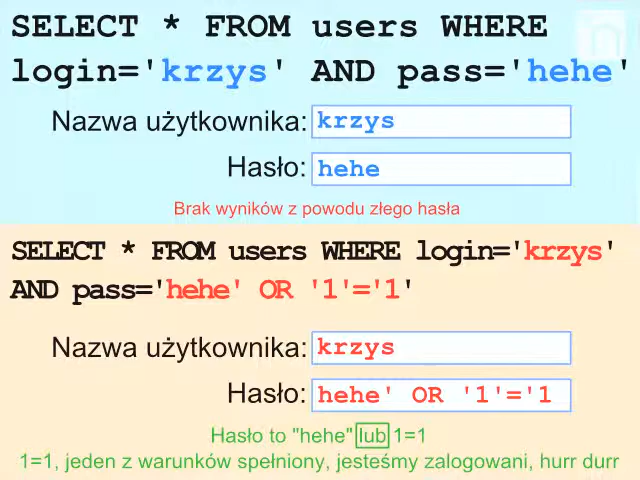 SELECT * FROM users WHERE
login='krzys' AND pass='hehe'
Nazwa użytkownika: krzys
Hasło: hehe
Brak wyników z powodu złego hasła
SELECT * FROM users WHERE login='krzys'
AND pass='hehe' OR '1'='1'
Nazwa użytkownika: krzys
Hasło: hehe' OR '1'='1
Hasło to "hehe" lub 1=1
1=1, jeden z warunków spełniony, jesteśmy zalogowani, hurr durr